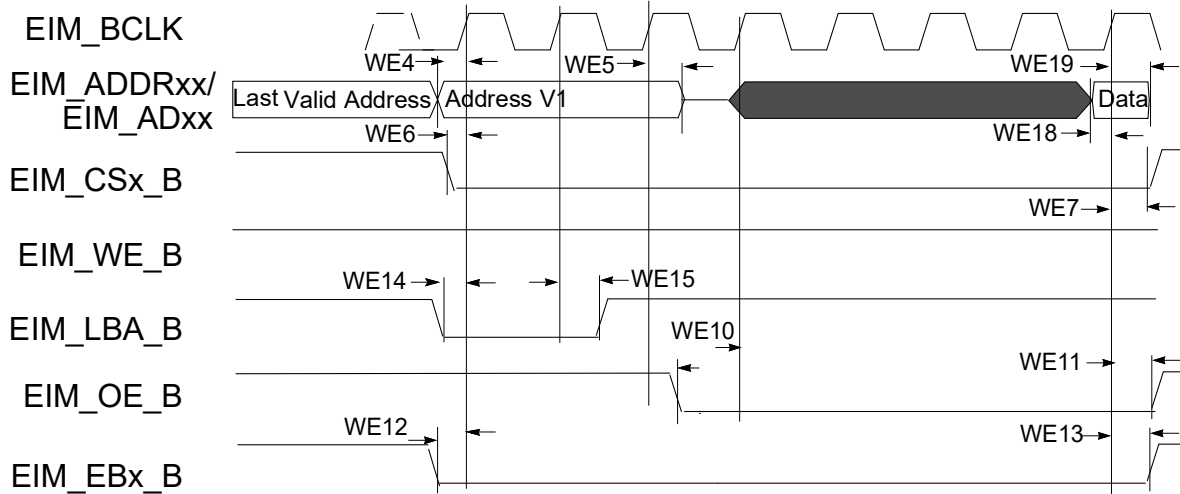 EIM_BCLK
WE4
WE5
WE19
EIM_ADDRxx/
EIM_ADxx
Last Valid Address
Address V1
Data
WE6
WE18
EIM_CSx_B
WE7
EIM_WE_B
WE14
WE15
EIM_LBA_B
WE10
WE11
EIM_OE_B
WE12
WE13
EIM_EBx_B